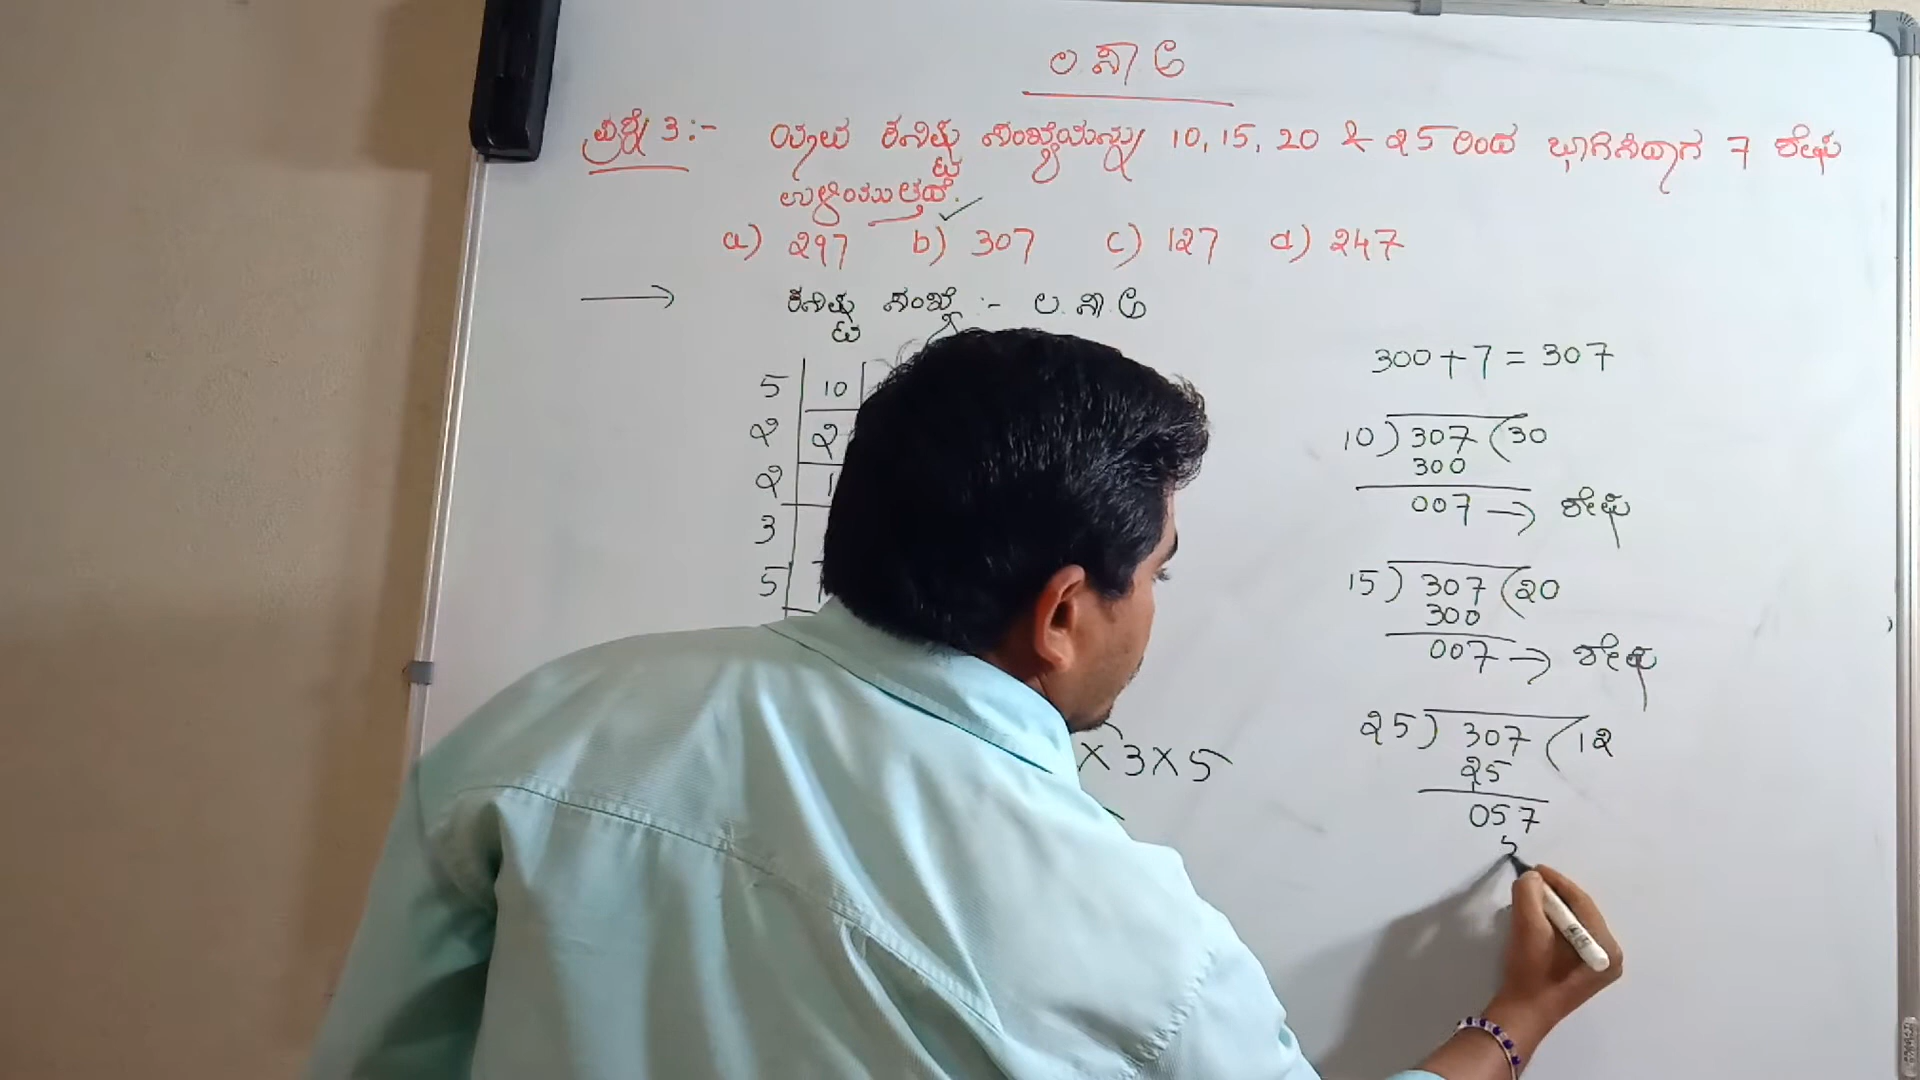 ಲ.ಸಾ.ಅ
ಪ್ರಶ್ನೆ 3:- ಯಾವ ಕನಿಷ್ಟ ಸಂಖ್ಯೆಯನ್ನು 10, 15, 20 & 25 ರಿಂದ ಭಾಗಿಸಿದಾಗ 7 ಶೇಷ
ಉಳಿಯುತ್ತದೆ.
a) 297 b) 307 c) 127 d) 247
ಕನಿಷ್ಟ ಸಂಖ್ಯೆ :- ಲ.ಸಾ.ಅ
5 10
2 2
2 1
3
5
× 3 × 5
300 + 7 = 307
10) 307 (30
300
007 → ಶೇಷ
15) 307 (20
300
007 → ಶೇಷ
25) 307 (12
25
057
5